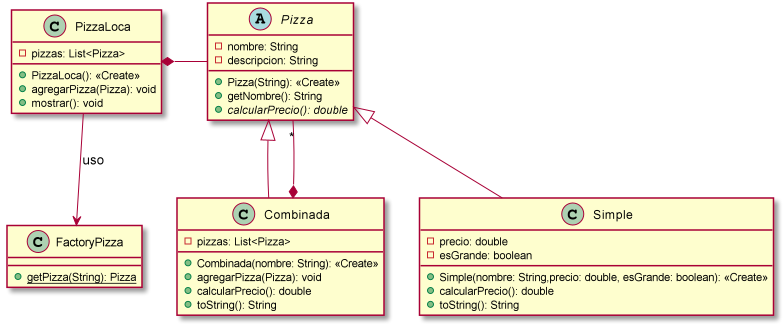 C PizzaLoca
pizzas: List<Pizza>
PizzaLoca(): «Create»
agregarPizza(Pizza): void
mostrar(): void
A Pizza
nombre: String
descripcion: String
Pizza(String): «Create»
getNombre(): String
calcularPrecio(): double
*
uso
C FactoryPizza
getPizza(String): Pizza
C Combinada
pizzas: List<Pizza>
Combinada(nombre: String): «Create»
agregarPizza(Pizza): void
calcularPrecio(): double
toString(): String
C Simple
precio: double
esGrande: boolean
Simple(nombre: String,precio: double, esGrande: boolean): «Create»
calcularPrecio(): double
toString(): String